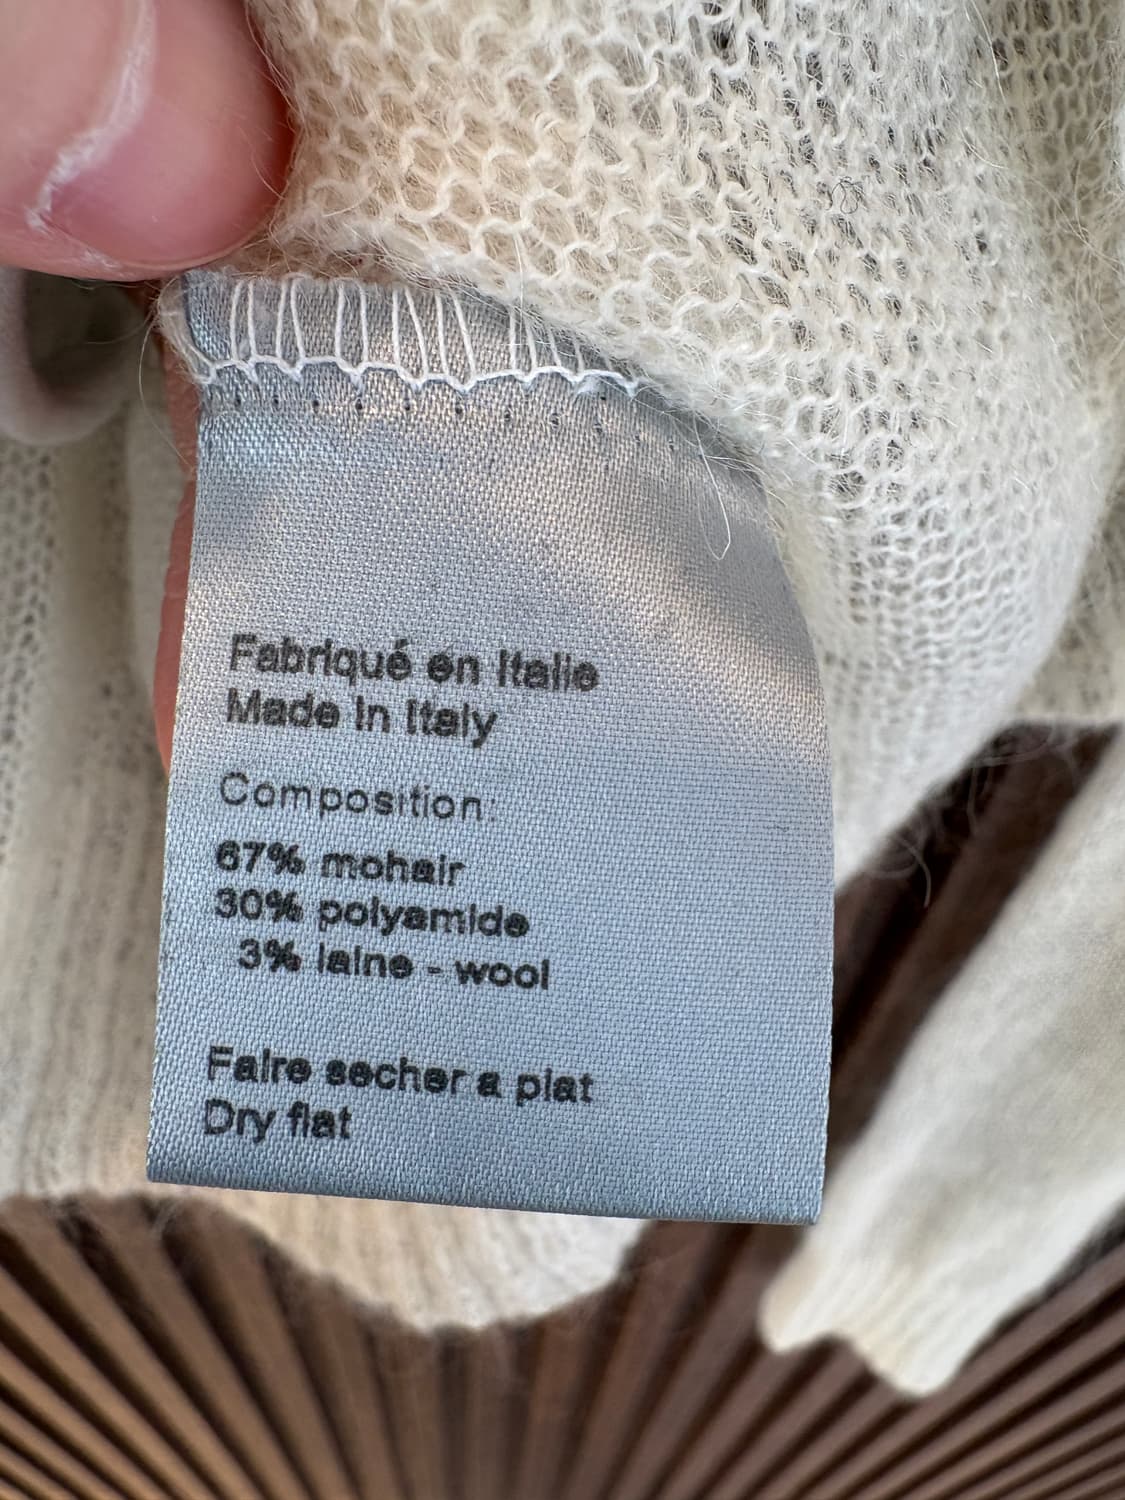 Fabriqué en Italie
Made in Italy
Composition:
67% mohair
30% polyamide
3% laine - wool
Faire secher a plat
Dry flat